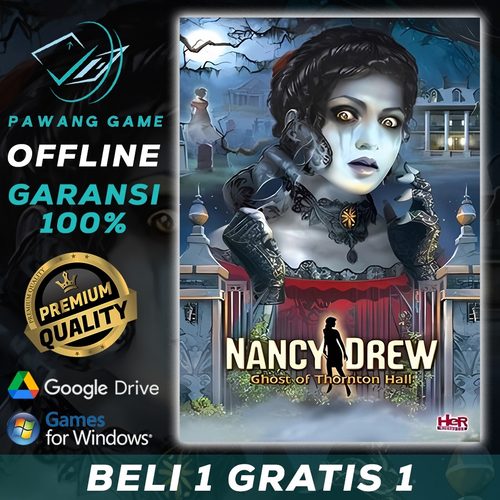 PAWANG GAME
OFFLINE
GARANSI
100%
PREMIUM
QUALITY
Google Drive
Games
for Windows®
NANCY DREW
Ghost of Thornton Hall
HeR
BELI 1 GRATIS 1